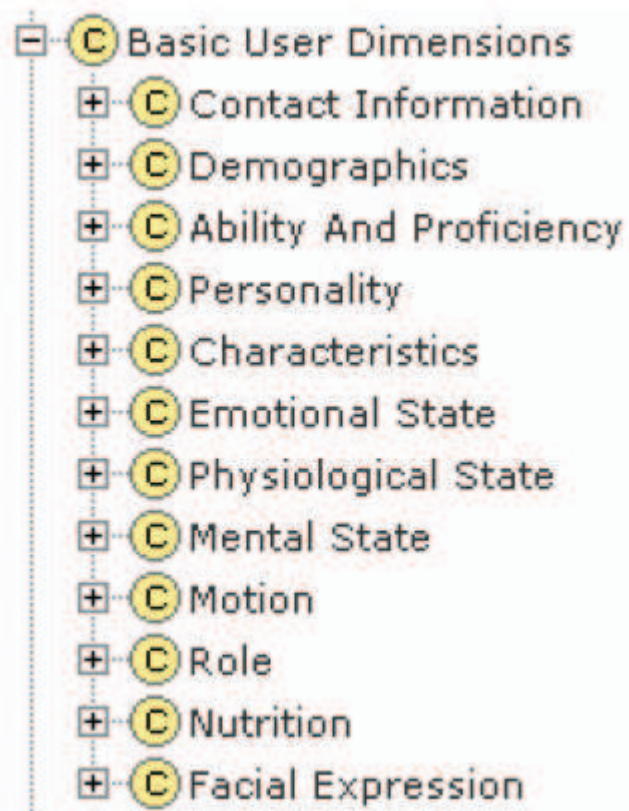 C Basic User Dimensions
C Contact Information
C Demographics
C Ability And Proficiency
C Personality
C Characteristics
C Emotional State
C Physiological State
C Mental State
C Motion
C Role
C Nutrition
C Facial Expression